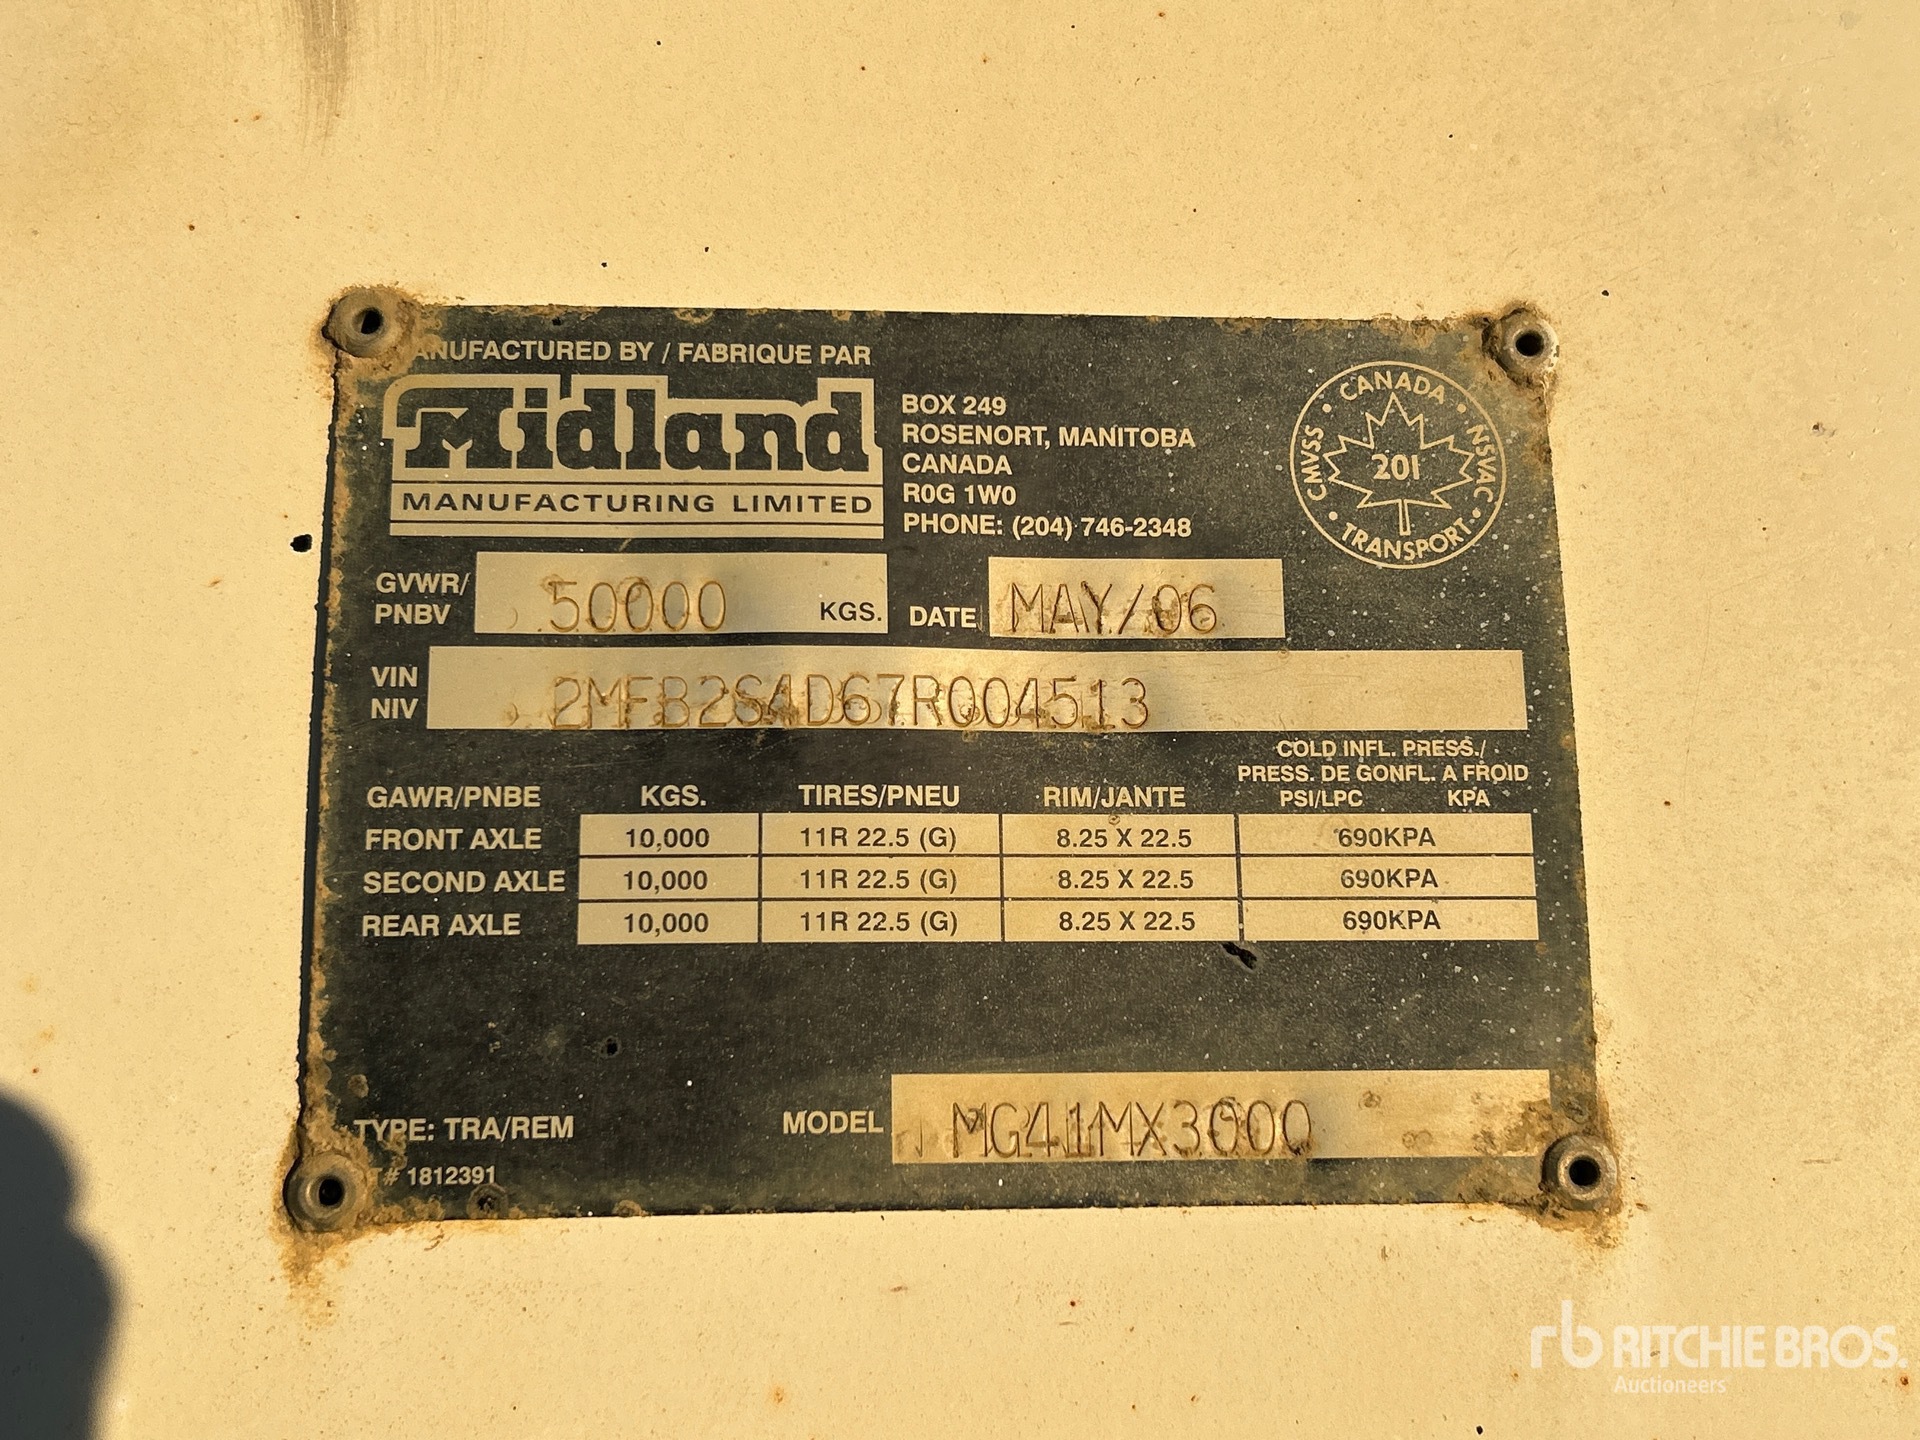 ANUFACTURED BY / FABRIQUE PAR
Midland
MANUFACTURING LIMITED
BOX 249
ROSENORT, MANITOBA
CANADA
R0G 1W0
PHONE: (204) 746-2348
CANADA
CMVSS
201
NSVAC
TRANSPORT
GVWR/
PNBV
50000 KGS.
DATE MAY/06
VIN
NIV
2MFB2S4D67R004513
COLD INFL. PRESS./
PRESS. DE GONFL. A FROID
GAWR/PNBE KGS. TIRES/PNEU RIM/JANTE PSI/LPC KPA
FRONT AXLE 10,000 11R 22.5 (G) 8.25 X 22.5 690KPA
SECOND AXLE 10,000 11R 22.5 (G) 8.25 X 22.5 690KPA
REAR AXLE 10,000 11R 22.5 (G) 8.25 X 22.5 690KPA
TYPE: TRA/REM
MODEL MG41MX3000
T# 1812391
rb RITCHIE BROS.
Auctioneers